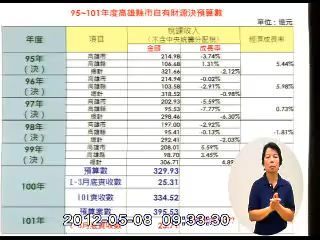 95~101年度高雄縣市自有財源決預算數
單位：億元
年度 項目 稅課收入 經濟成長率
(不含中央統籌分配稅)
金額 成長率
95年 高雄市 214.98 -3.74%
(決) 高雄縣 106.68 1.31% 5.44%
總計 321.66 -2.12%
96年 高雄市 214.94 -0.02%
(決) 高雄縣 103.58 -2.91% 5.98%
總計 318.52 -0.98%
97年 高雄市 202.93 -5.59%
(決) 高雄縣 95.53 -7.77% 0.73%
總計 298.46 -6.30%
98年 高雄市 197.00 -2.92%
(決) 高雄縣 95.41 -0.13% -1.81%
總計 292.41 -2.03%
99年 高雄市 208.01 5.59%
(決) 高雄縣 98.70 3.45%
總計 306.71
預算數 329.93
100年 1-3月底實收數 25.31
101實收數 334.52
101年 預算數 395.53
2012-05-08 09:33:30